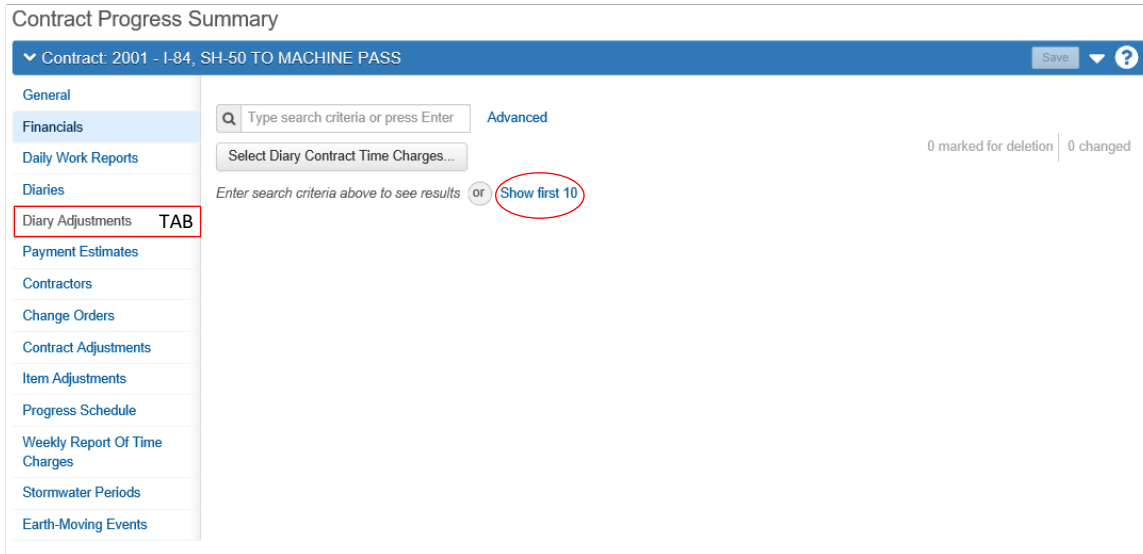 Contract Progress Summary
Contract: 2001 - I-84, SH-50 TO MACHINE PASS
Save
?
General
Financials
Daily Work Reports
Diaries
Diary Adjustments TAB
Payment Estimates
Contractors
Change Orders
Contract Adjustments
Item Adjustments
Progress Schedule
Weekly Report Of Time
Charges
Stormwater Periods
Earth-Moving Events
Type search criteria or press Enter
Advanced
Select Diary Contract Time Charges...
0 marked for deletion
0 changed
Enter search criteria above to see results or Show first 10